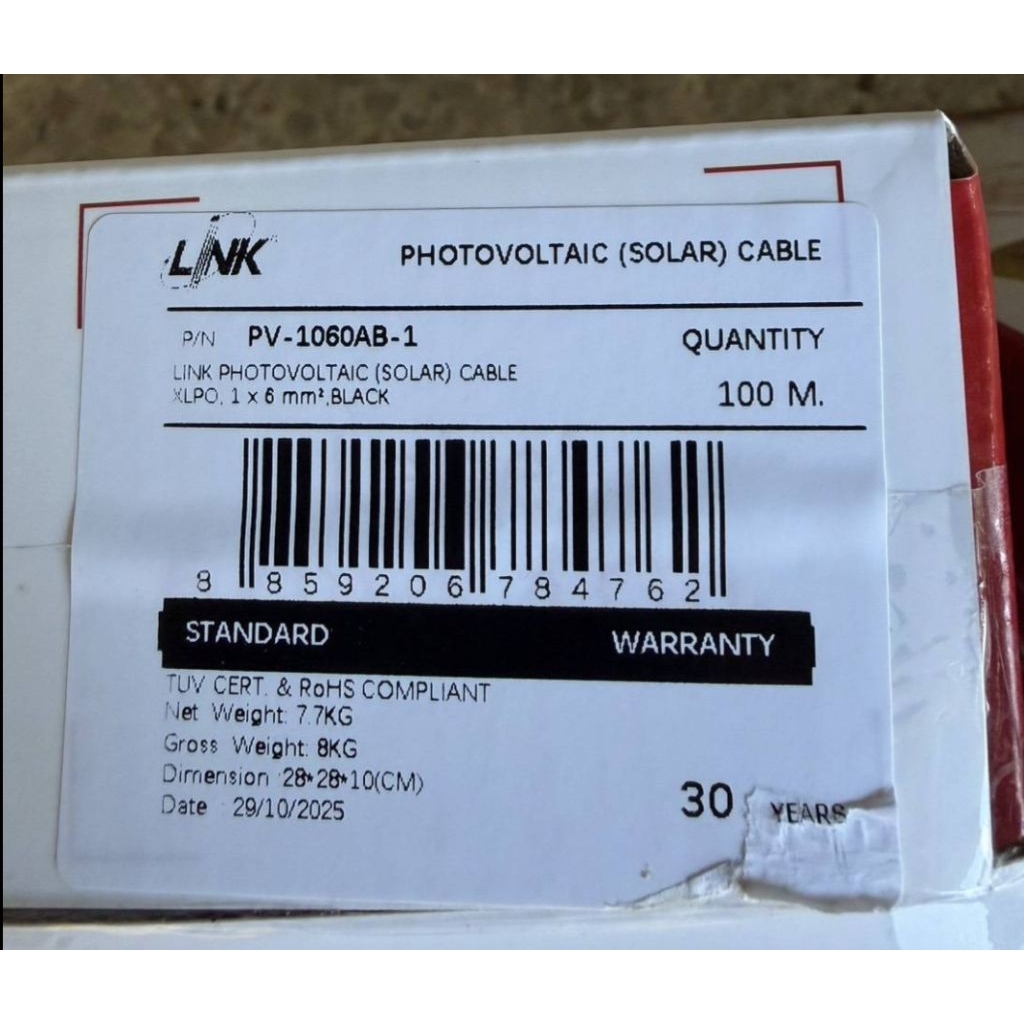 LINK PHOTOVOLTAIC (SOLAR) CABLE
P/N PV-1060AB-1 QUANTITY
LINK PHOTOVOLTAIC (SOLAR) CABLE
XLPO, 1 x 6 mm²,BLACK 100 M.
8 859206 784762
STANDARD WARRANTY
TUV CERT. & RoHS COMPLIANT
Net Weight: 7.7KG
Gross Weight: 8KG
Dimension :28*28*10(CM)
Date : 29/10/2025 30 YEARS